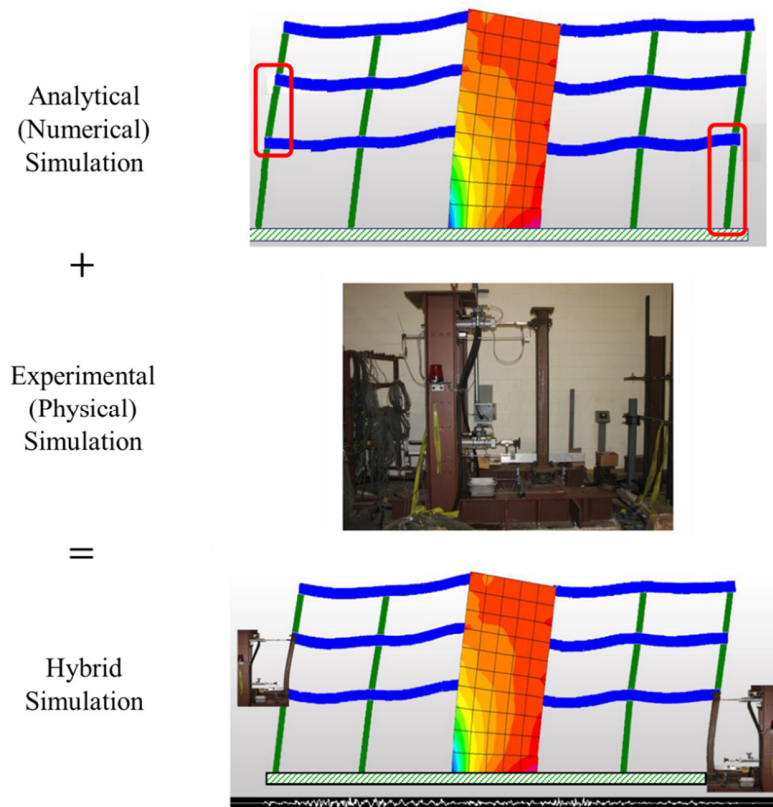 Analytical
(Numerical)
Simulation
+
Experimental
(Physical)
Simulation
=
Hybrid
Simulation